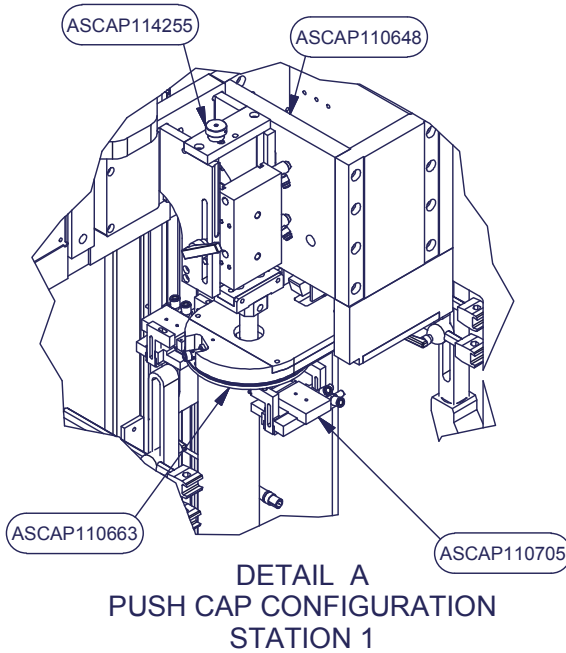 ASCAP114255
ASCAP110648
ASCAP110663
ASCAP110705
DETAIL A
PUSH CAP CONFIGURATION
STATION 1